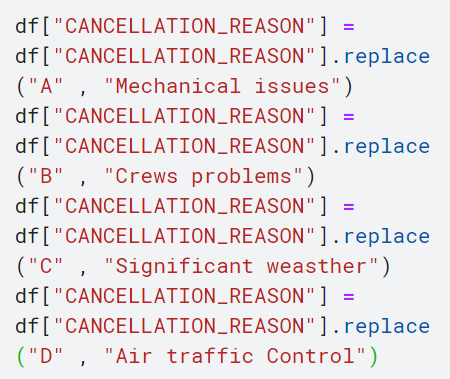 df["CANCELLATION_REASON"] =
df["CANCELLATION_REASON"].replace
("A" , "Mechanical issues")
df["CANCELLATION_REASON"] =
df["CANCELLATION_REASON"].replace
("B" , "Crews problems")
df["CANCELLATION_REASON"] =
df["CANCELLATION_REASON"].replace
("C" , "Significant weasther")
df["CANCELLATION_REASON"] =
df["CANCELLATION_REASON"].replace
("D" , "Air traffic Control")